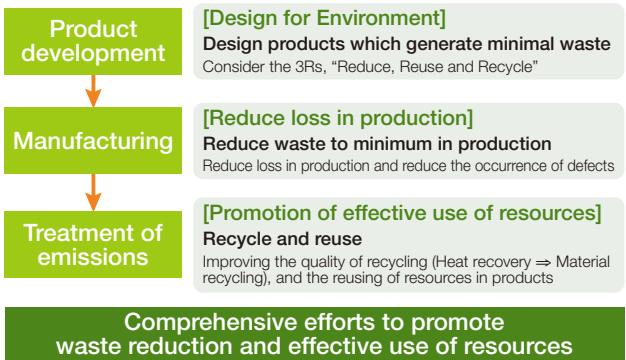 Product
development
[Design for Environment]
Design products which generate minimal waste
Consider the 3Rs, “Reduce, Reuse and Recycle”
Manufacturing
[Reduce loss in production]
Reduce waste to minimum in production
Reduce loss in production and reduce the occurrence of defects
Treatment of
emissions
[Promotion of effective use of resources]
Recycle and reuse
Improving the quality of recycling (Heat recovery ⇒ Material
recycling), and the reusing of resources in products
Comprehensive efforts to promote
waste reduction and effective use of resources